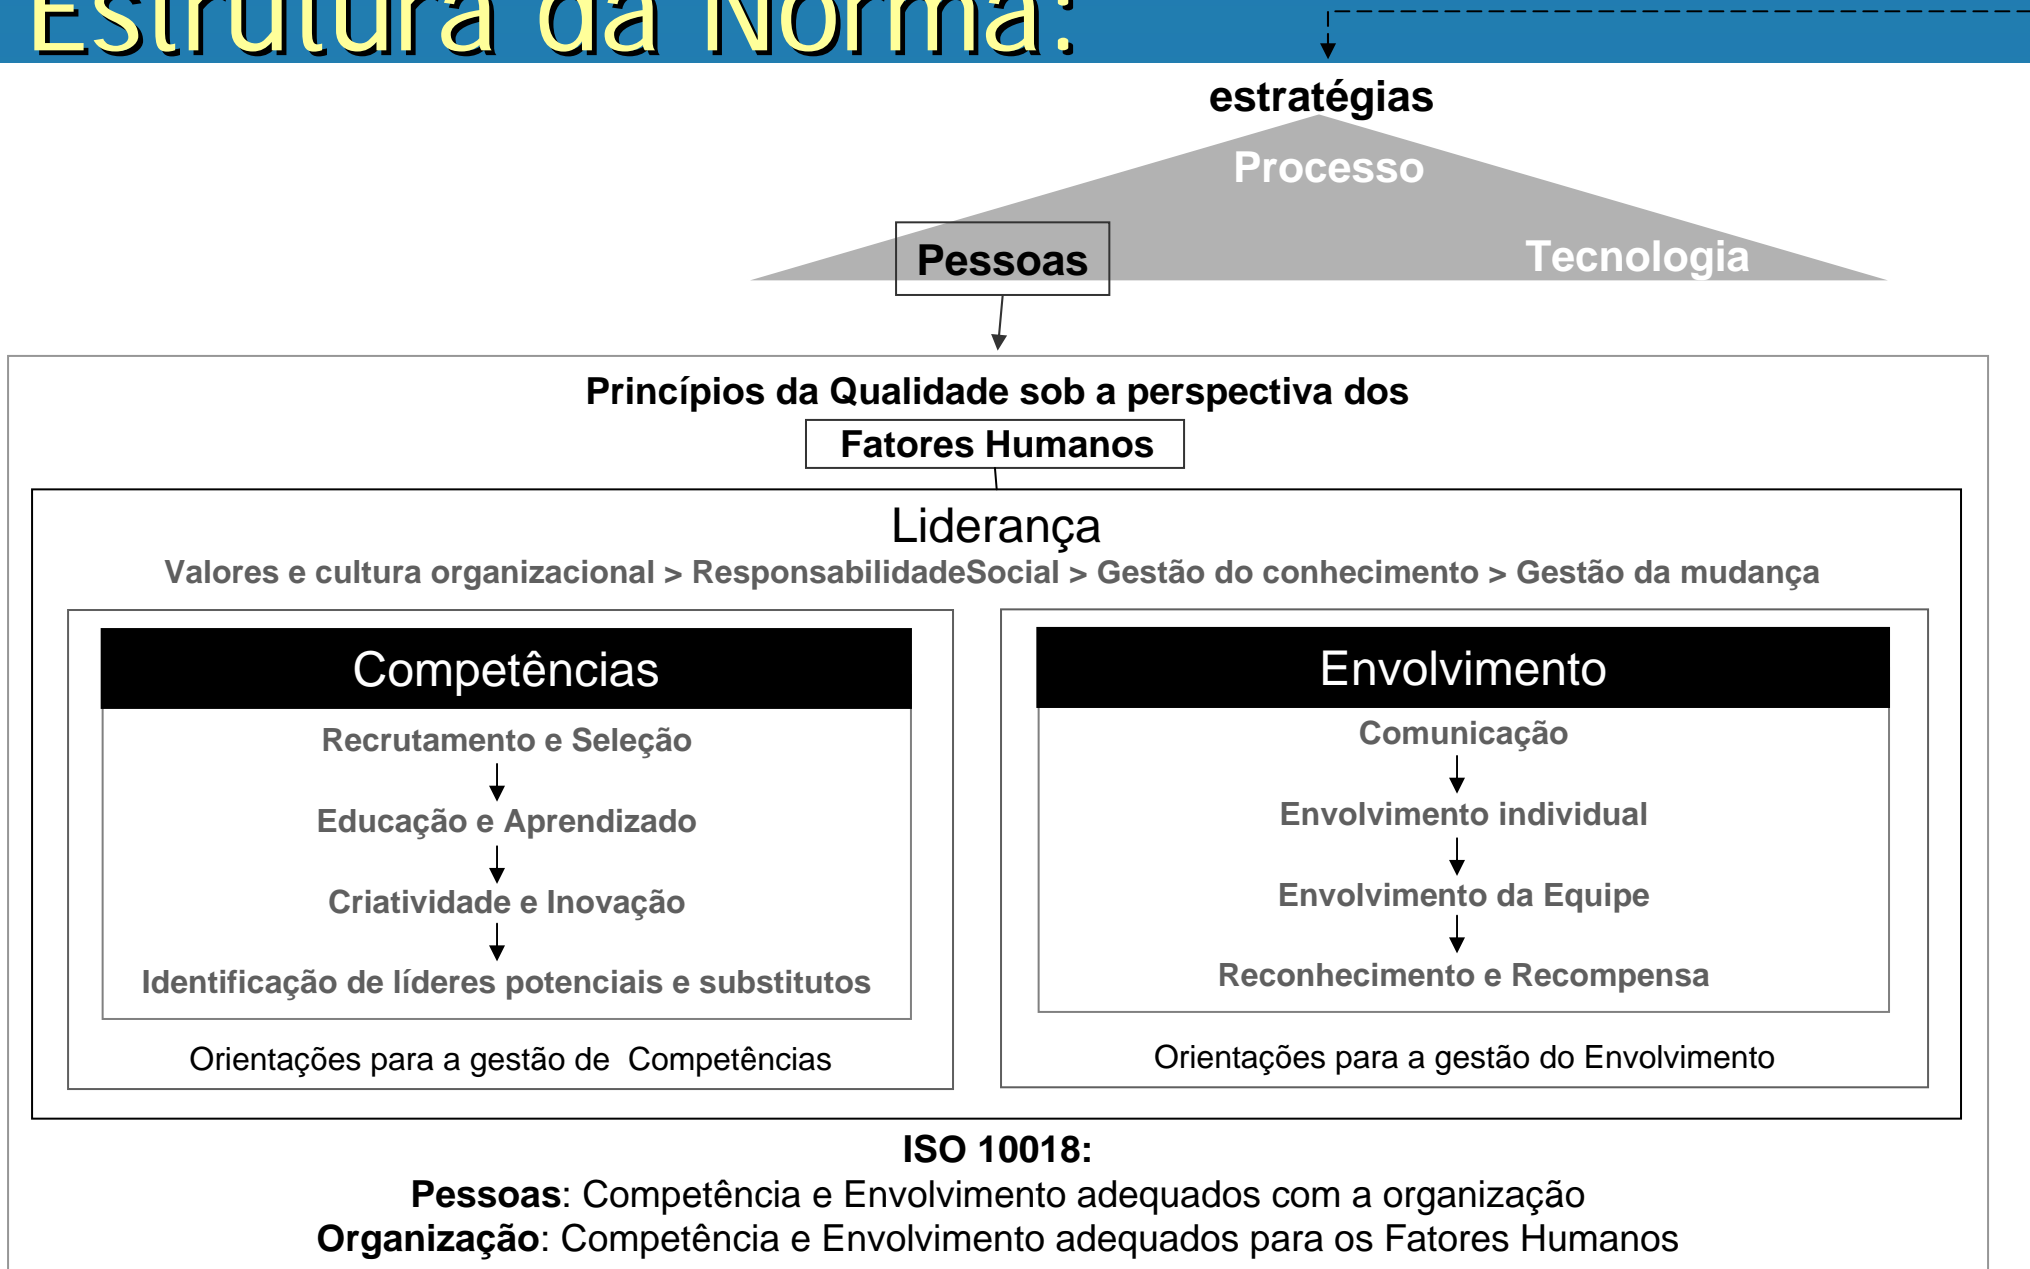 Estrutura da Norma:
estratégias
Processo
Pessoas
Tecnologia
Princípios da Qualidade sob a perspectiva dos
Fatores Humanos
Liderança
Valores e cultura organizacional > ResponsabilidadeSocial > Gestão do conhecimento > Gestão da mudança
Competências
Recrutamento e Seleção
Educação e Aprendizado
Criatividade e Inovação
Identificação de líderes potenciais e substitutos
Orientações para a gestão de Competências
Envolvimento
Comunicação
Envolvimento individual
Envolvimento da Equipe
Reconhecimento e Recompensa
Orientações para a gestão do Envolvimento
ISO 10018:
Pessoas: Competência e Envolvimento adequados com a organização
Organização: Competência e Envolvimento adequados para os Fatores Humanos